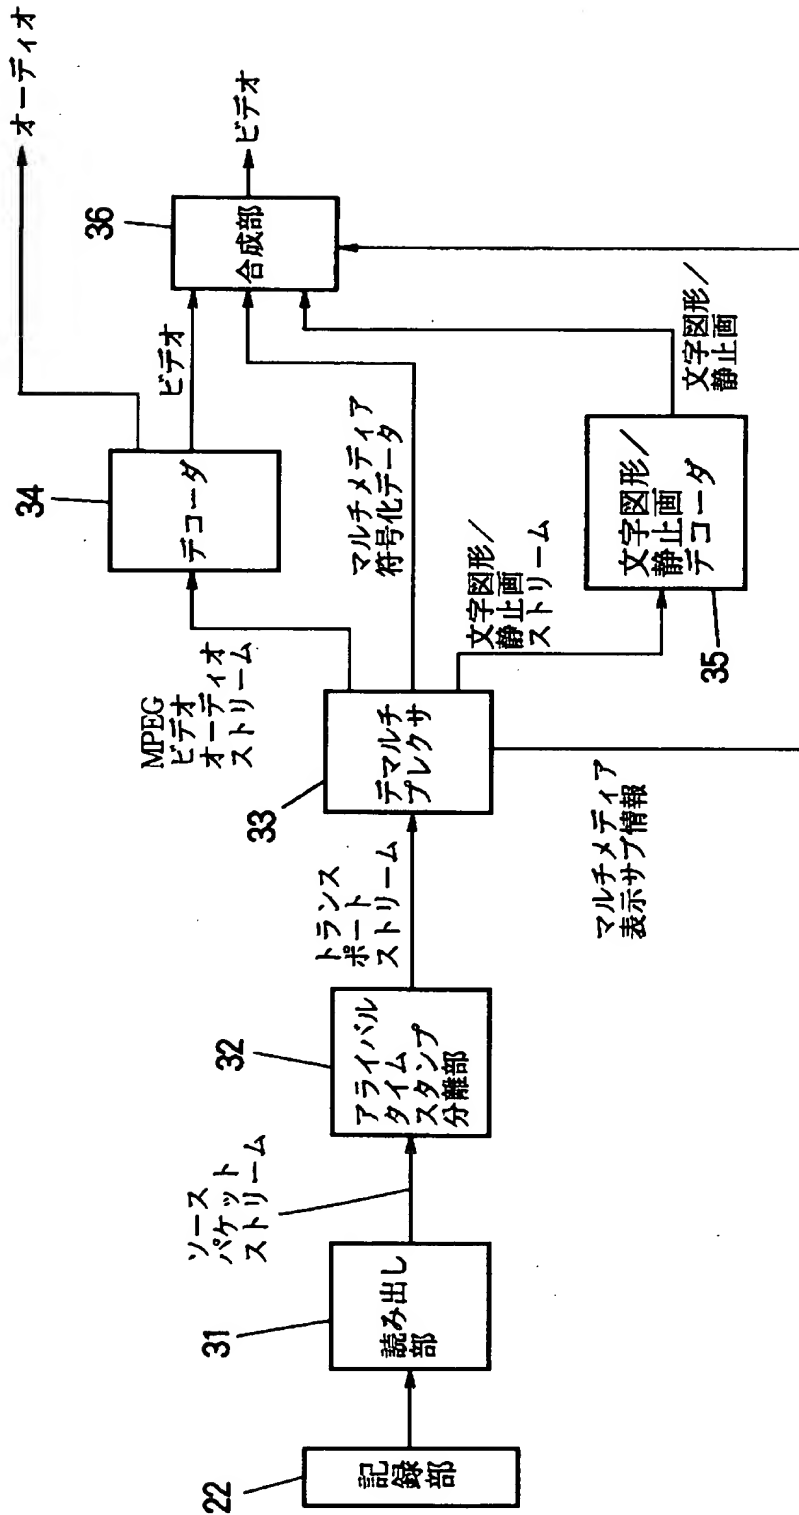 22
記録部
31
読み出し
部
ソース
パケット
ストリーム
32
アライバル
タイム
スタンプ
分離部
トランス
ポート
ストリーム
33
デマルチ
プレクサ
MPEG
ビデオ
オーディオ
ストリーム
34
デコーダ
オーディオ
ビデオ
36
合成部
ビデオ
マルチメディア
符号化データ
文字図形/
静止画
ストリーム
35
文字図形/
静止画
デコーダ
文字図形/
静止画
マルチメディア
表示サブ情報